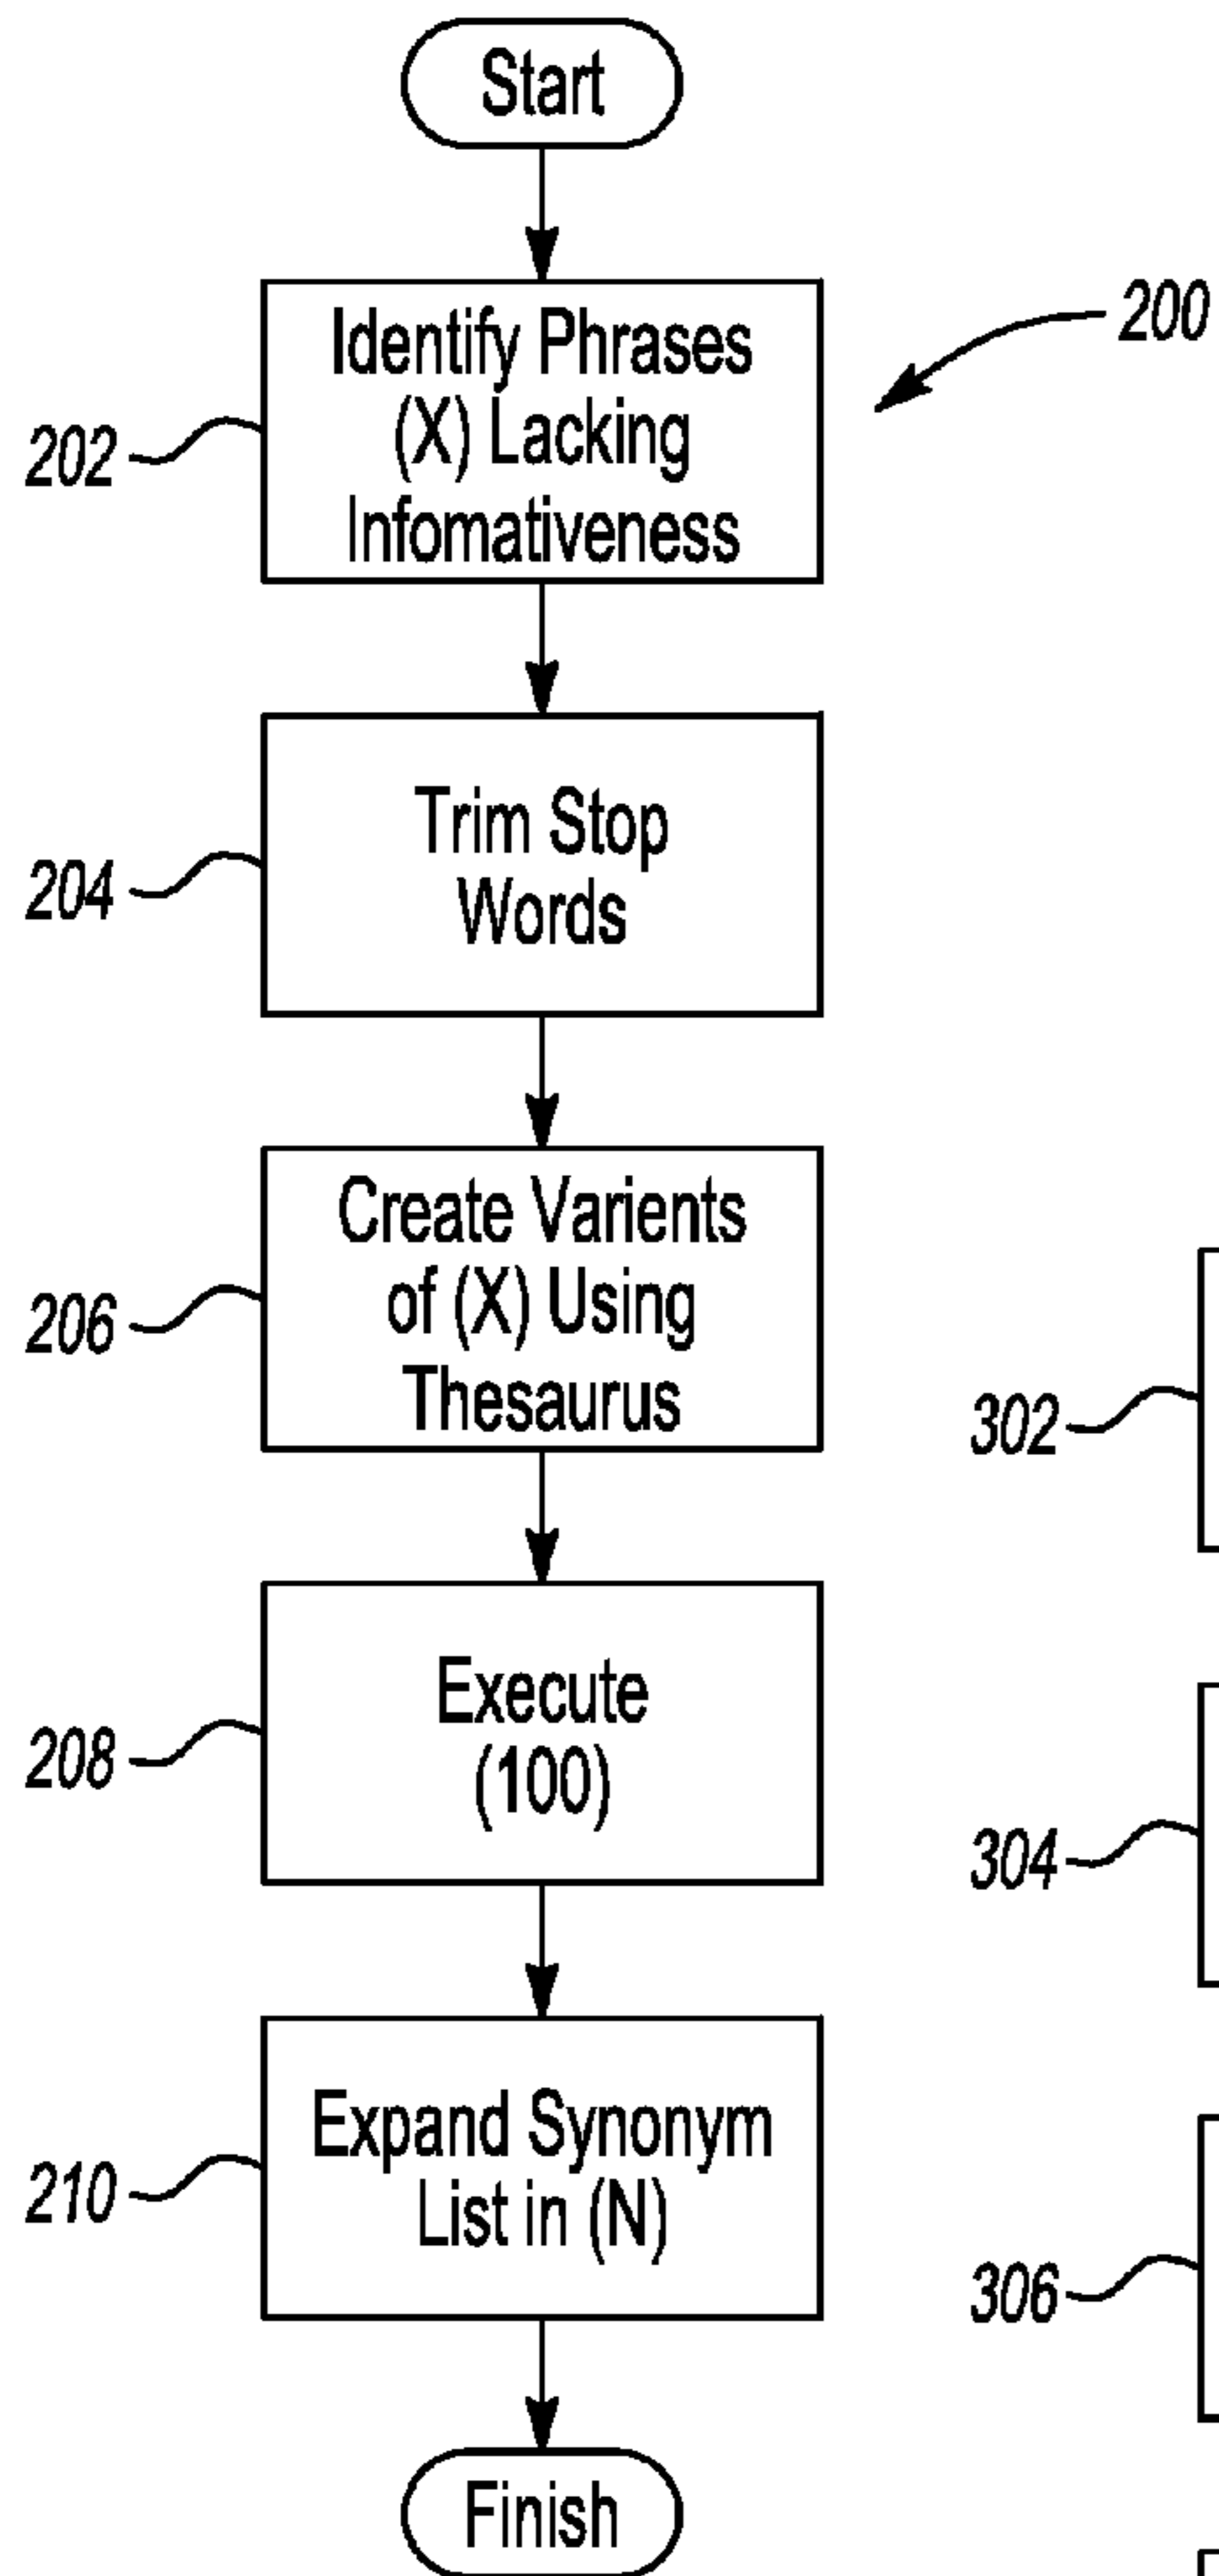 Start
200
Identify Phrases
(X) Lacking
Infomativeness
202
Trim Stop
Words
204
Create Varients
of (X) Using
Thesaurus
206
302
Execute
(100)
208
304
Expand Synonym
List in (N)
210
306
Finish